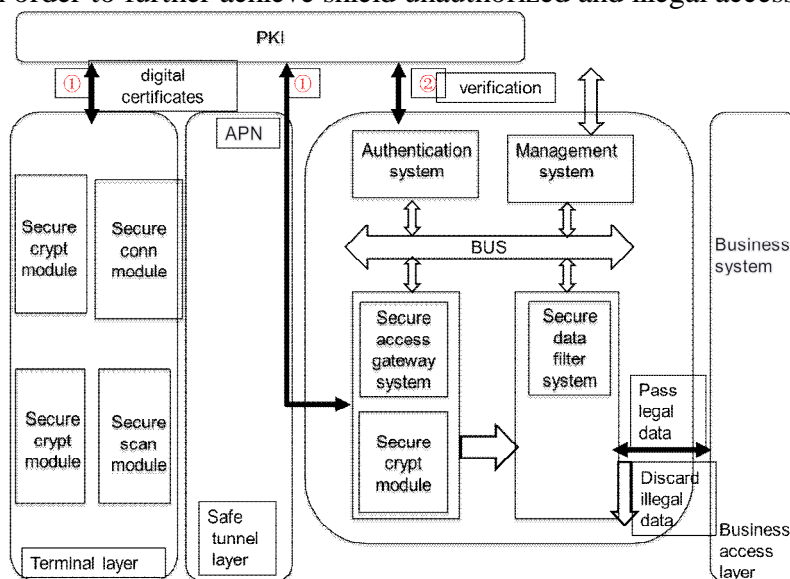 order to further achieve shield unauthorized and illegal access
PKI
①
digital
certificates
①
②
verification
APN
Authentication
system
Management
system
Secure
crypt
module
Secure
conn
module
BUS
Business
system
Secure
access
gateway
system
Secure
data
filter
system
Secure
crypt
module
Secure
scan
module
Secure
crypt
module
Pass
legal
data
Discard
illegal
data
Safe
tunnel
layer
Terminal layer
Business
access
layer